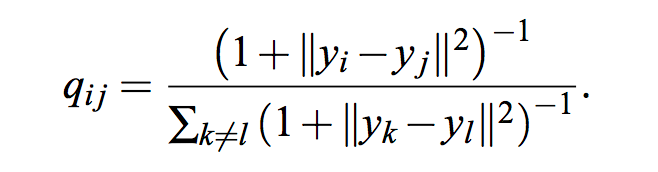 q_{ij} = \frac{(1 + \|y_i - y_j\|^2)^{-1}}{\sum_{k \neq l} (1 + \|y_k - y_l\|^2)^{-1}}.